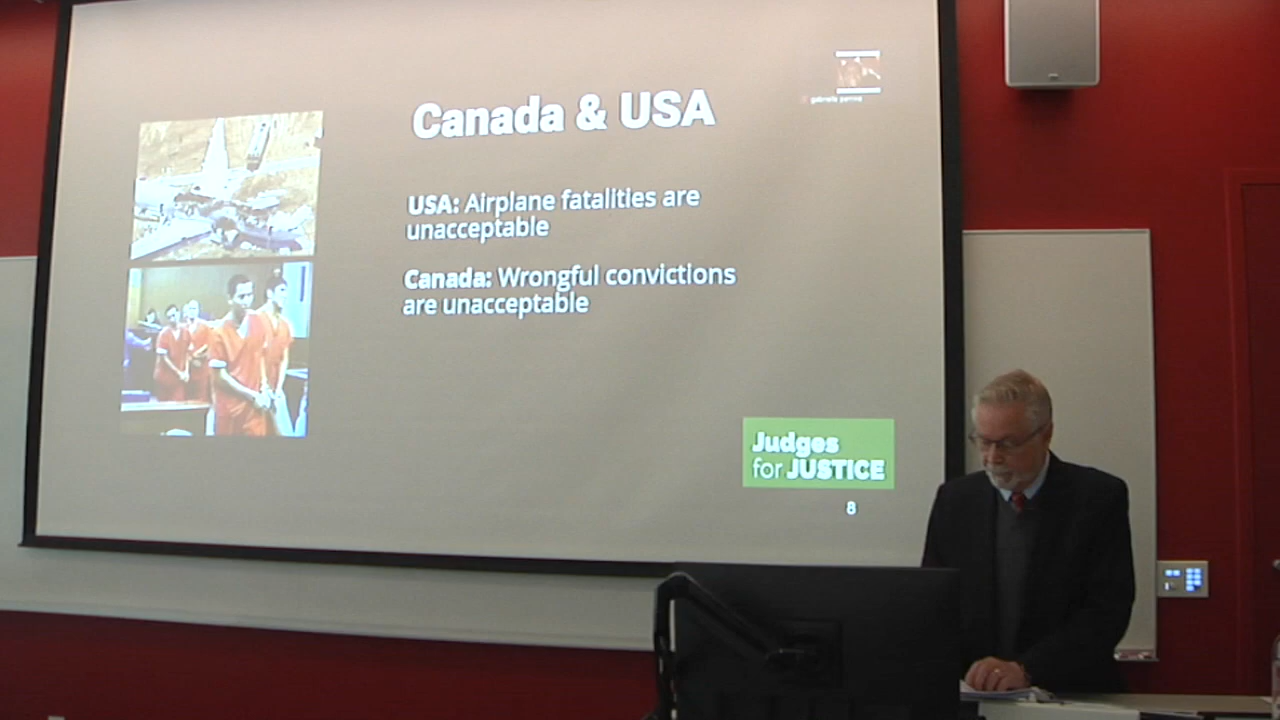 Canada & USA
USA: Airplane fatalities are
unacceptable
Canada: Wrongful convictions
are unacceptable
Judges
for JUSTICE
8